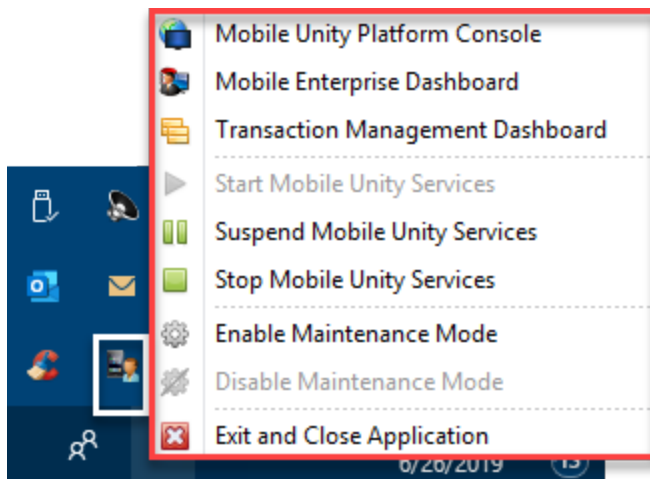 Mobile Unity Platform Console
Mobile Enterprise Dashboard
Transaction Management Dashboard
Start Mobile Unity Services
Suspend Mobile Unity Services
Stop Mobile Unity Services
Enable Maintenance Mode
Disable Maintenance Mode
Exit and Close Application
6/26/2019